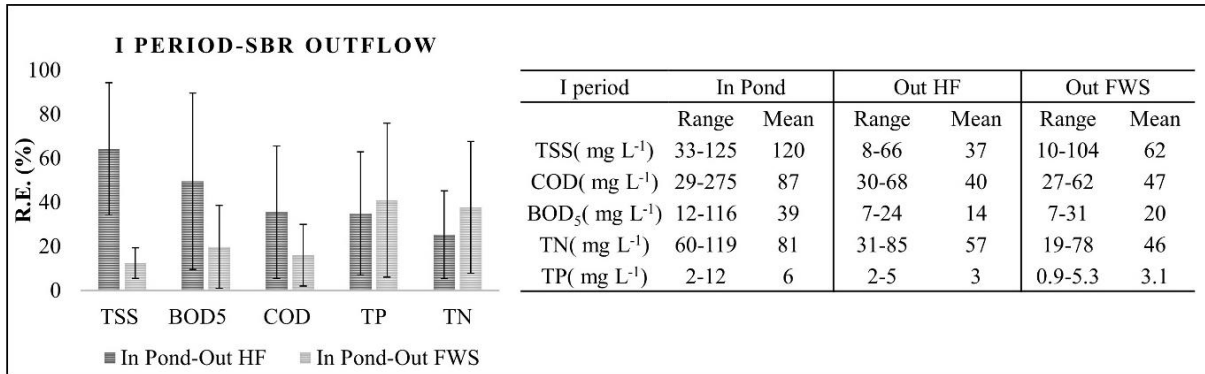 I PERIOD-SBR OUTFLOW
R.E. (%)
100
80
60
40
20
0
TSS BOD5 COD TP TN
In Pond-Out HF In Pond-Out FWS
I period In Pond Out HF Out FWS
Range Mean Range Mean Range Mean
TSS( mg L⁻¹) 33-125 120 8-66 37 10-104 62
COD( mg L⁻¹) 29-275 87 30-68 40 27-62 47
BOD₅( mg L⁻¹) 12-116 39 7-24 14 7-31 20
TN( mg L⁻¹) 60-119 81 31-85 57 19-78 46
TP( mg L⁻¹) 2-12 6 2-5 3 0.9-5.3 3.1